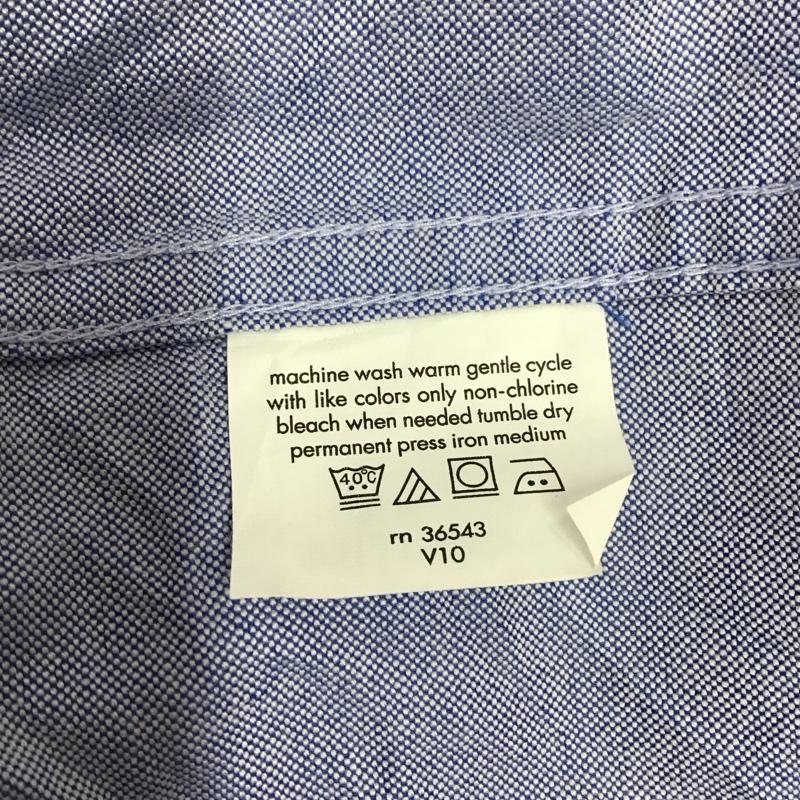 machine wash warm gentle cycle
with like colors only non-chlorine
bleach when needed tumble dry
permanent press iron medium
40°C
rn 36543
V10